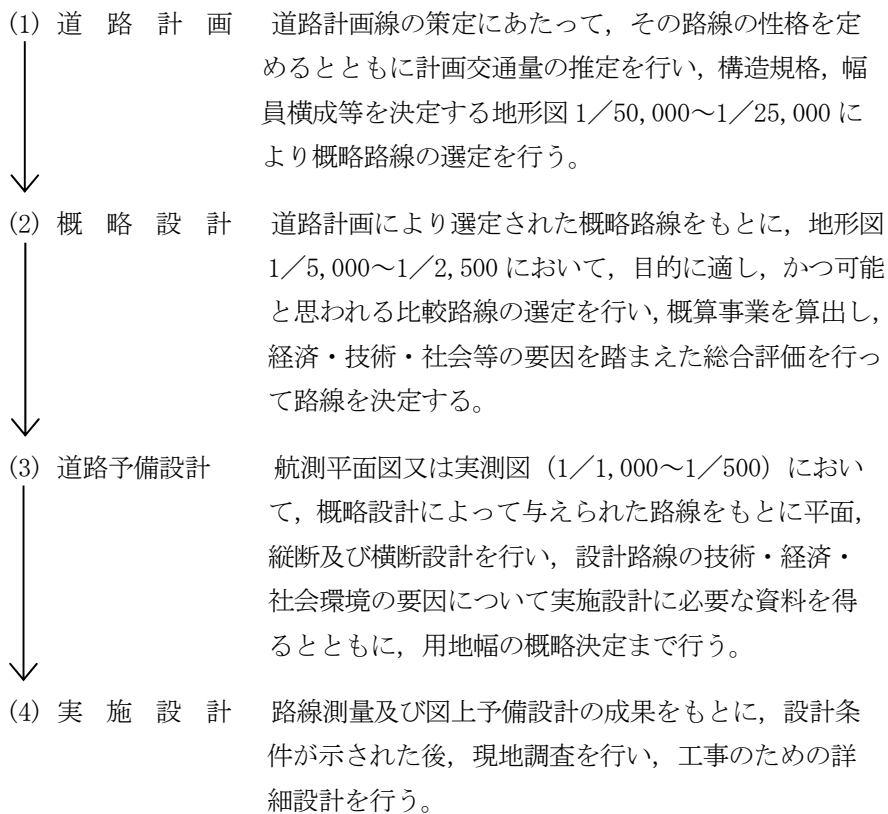 (1) 道　路　計　画　道路計画線の策定にあたって，その路線の性格を定
めるとともに計画交通量の推定を行い，構造規格，幅
員横成等を決定する地形図 1／50,000～1／25,000 に
より概略路線の選定を行う。
(2) 概　略　設　計　道路計画により選定された概略路線をもとに，地形図
1／5,000～1／2,500 において，目的に適し，かつ可能
と思われる比較路線の選定を行い，概算事業を算出し，
経済・技術・社会等の要因を踏まえた総合評価を行っ
て路線を決定する。
(3) 道路予備設計　航測平面図又は実測図（1／1,000～1／500）におい
て，概略設計によって与えられた路線をもとに平面，
縦断及び横断設計を行い，設計路線の技術・経済・
社会環境の要因について実施設計に必要な資料を得
るとともに，用地幅の概略決定まで行う。
(4) 実　施　設　計　路線測量及び図上予備設計の成果をもとに，設計条
件が示された後，現地調査を行い，工事のための詳
細設計を行う。